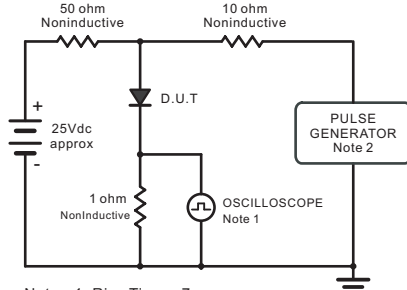 50 ohm
Noninductive
10 ohm
Noninductive
+
25Vdc
approx
-
D.U.T
PULSE
GENERATOR
Note 2
1 ohm
NonInductive
OSCILLOSCOPE
Note 1